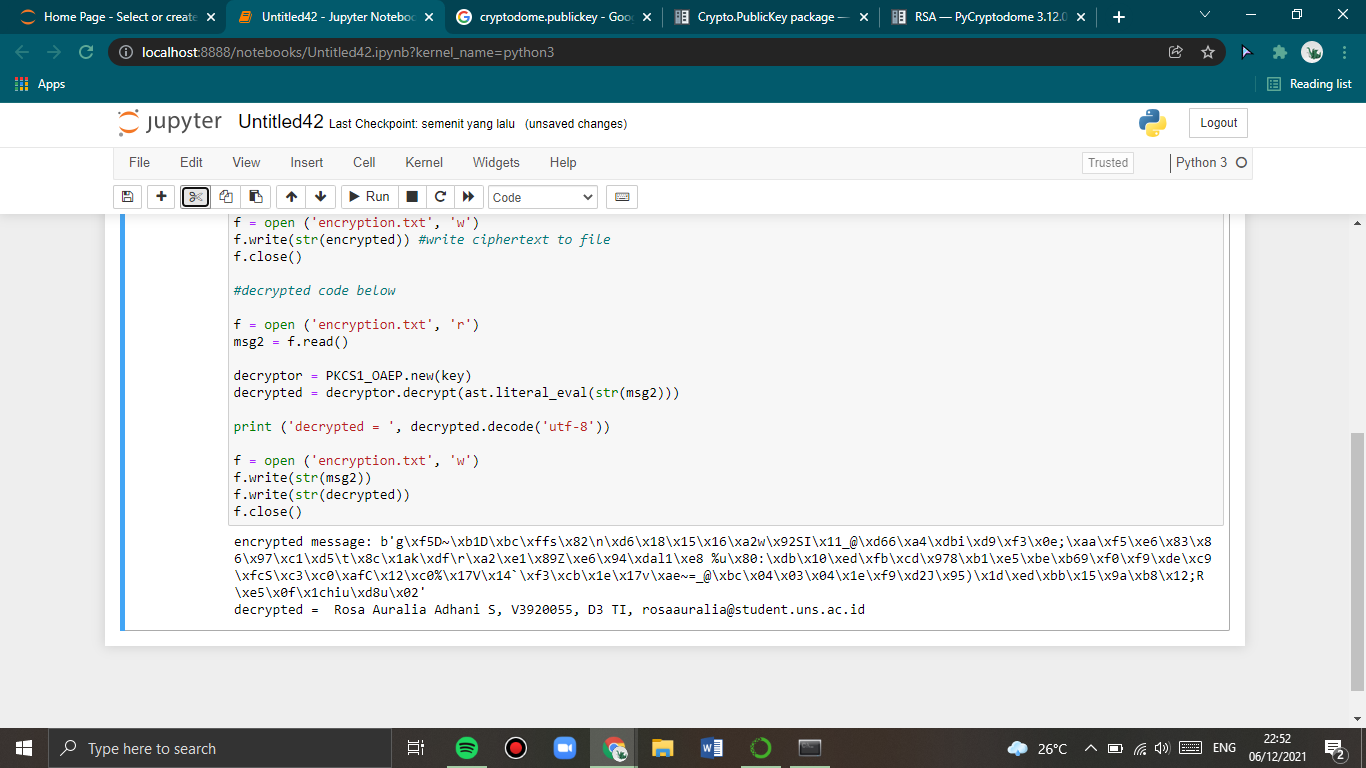 Home Page - Select or create
Untitled42 - Jupyter Noteboo
cryptodome.publickey - Goo
Crypto.PublicKey package —
RSA — PyCryptodome 3.12.0
localhost:8888/notebooks/Untitled42.ipynb?kernel_name=python3
Apps
Reading list
jupyter Untitled42 Last Checkpoint: semenit yang lalu (unsaved changes)
Logout
File Edit View Insert Cell Kernel Widgets Help
Trusted
Python 3
Run
Code
f = open ('encryption.txt', 'w')
f.write(str(encrypted)) #write ciphertext to file
f.close()
#decrypted code below
f = open ('encryption.txt', 'r')
msg2 = f.read()
decryptor = PKCS1_OAEP.new(key)
decrypted = decryptor.decrypt(ast.literal_eval(str(msg2)))
print ('decrypted = ', decrypted.decode('utf-8'))
f = open ('encryption.txt', 'w')
f.write(str(msg2))
f.write(str(decrypted))
f.close()
encrypted message: b'g\xf5D~\xb1D\xbc\xffs\x82\n\xd6\x18\x15\x16\xa2w\x92SI\x11_@\xd66\xa4\xdbi\xd9\xf3\x0e;\xaa\xf5\xe6\x83\x8
6\x97\xc1\xd5\t\x8c\x1ak\xdf\r\xa2\xe1\x89Z\xe6\x94\xdal1\xe8 %u\x80:\xdb\x10\xed\xfb\xcd\x978\xb1\xe5\xbe\xb69\xf0\xf9\xde\xc9
\xfcS\xc3\xc0\xafC\x12\xc0%\x17V\x14`\xf3\xcb\x1e\x17v\xae~=_@\xbc\x04\x03\x04\x1e\xf9\xd2J\x95)\x1d\xed\xbb\x15\x9a\xb8\x12;R
\xe5\x0f\x1chiu\xd8u\x02'
decrypted =  Rosa Auralia Adhani S, V3920055, D3 TI, rosaauralia@student.uns.ac.id
Type here to search
26°C
ENG
22:52
06/12/2021
2